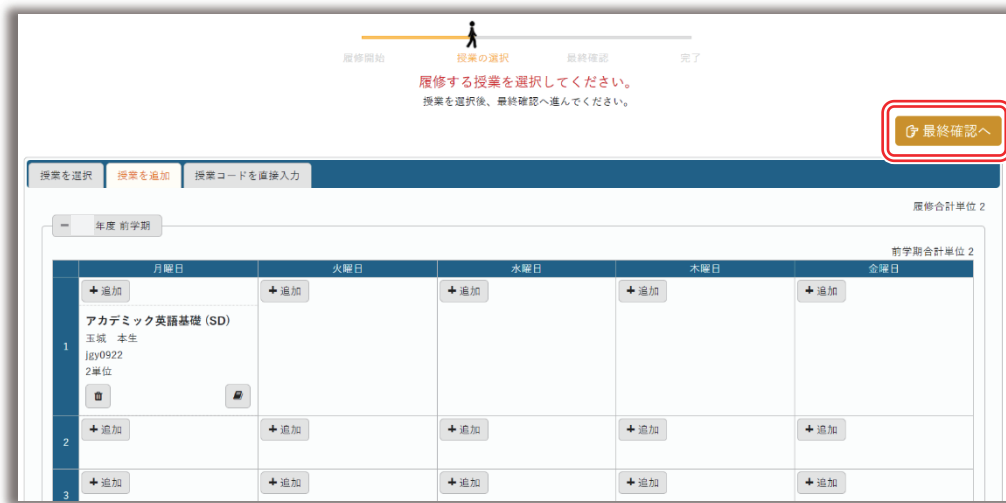 履修開始 授業の選択 最終確認 完了
履修する授業を選択してください。
授業を選択後、最終確認へ進んでください。
最終確認へ
授業を選択 授業を追加 授業コードを直接入力
履修合計単位 2
年度 前学期
前学期合計単位 2
月曜日 火曜日 水曜日 木曜日 金曜日
追加 追加 追加 追加 追加
アカデミック英語基礎 (SD)
玉城 本生
1
jgy0922
2単位
追加 追加 追加 追加 追加
2
追加 追加 追加 追加 追加
3